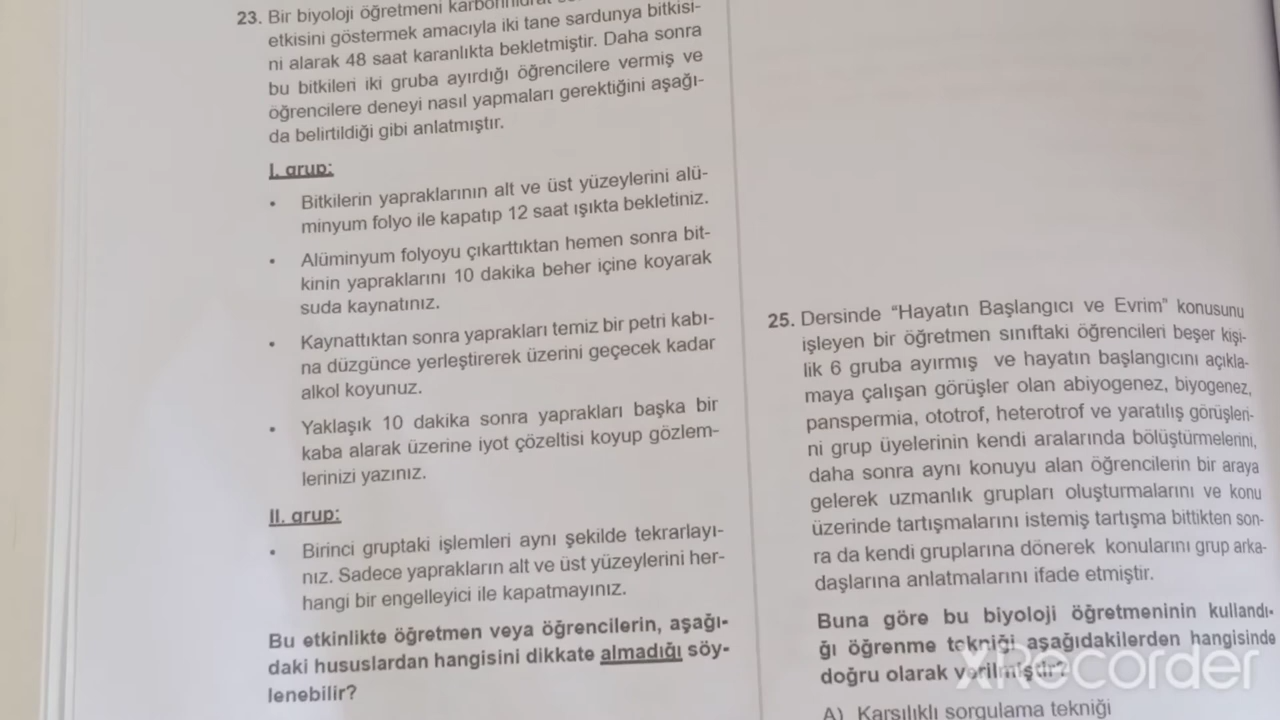 23. Bir biyoloji öğretmeni
etkisini göstermek amacıyla iki tane sardunya bitkisi-
ni alarak 48 saat karanlıkta bekletmiştir. Daha sonra
bu bitkileri iki gruba ayırdığı öğrencilere vermiş ve
öğrencilere deneyi nasıl yapmaları gerektiğini aşağı-
da belirtildiği gibi anlatmıştır.
I. grup:
• Bitkilerin yapraklarının alt ve üst yüzeylerini alü-
minyum folyo ile kapatıp 12 saat ışıkta bekletiniz.
• Alüminyum folyoyu çıkarttıktan hemen sonra bit-
kinin yapraklarını 10 dakika beher içine koyarak
suda kaynatınız.
• Kaynattıktan sonra yaprakları temiz bir petri kabı-
na düzgünce yerleştirerek üzerini geçecek kadar
alkol koyunuz.
• Yaklaşık 10 dakika sonra yaprakları başka bir
kaba alarak üzerine iyot çözeltisi koyup gözlem-
lerinizi yazınız.
II. grup:
• Birinci gruptaki işlemleri aynı şekilde tekrarlayı-
nız. Sadece yaprakların alt ve üst yüzeylerini her-
hangi bir engelleyici ile kapatmayınız.
Bu etkinlikte öğretmen veya öğrencilerin, aşağı-
daki hususlardan hangisini dikkate almadığı söy-
lenebilir?
25. Dersinde “Hayatın Başlangıcı ve Evrim” konusunu
işleyen bir öğretmen sınıftaki öğrencileri beşer kişi-
lik 6 gruba ayırmış ve hayatın başlangıcını açıkla-
maya çalışan görüşler olan abiyogenez, biyogenez,
panspermia, ototrof, heterotrof ve yaratılış görüşleri-
ni grup üyelerinin kendi aralarında bölüştürmelerini,
daha sonra aynı konuyu alan öğrencilerin bir araya
gelerek uzmanlık grupları oluşturmalarını ve konu
üzerinde tartışmalarını istemiş tartışma bittikten son-
ra da kendi gruplarına dönerek konularını grup arka-
daşlarına anlatmalarını ifade etmiştir.
Buna göre bu biyoloji öğretmeninin kullandı-
ğı öğrenme tekniği aşağıdakilerden hangisinde
doğru olarak verilmiştir?
XRecorder
A) Karşılıklı sorgulama tekniği